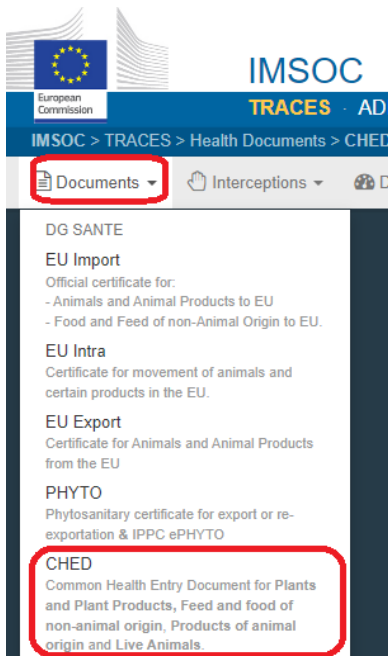 IMSOC
European
Commission
TRACES · AD
IMSOC > TRACES > Health Documents > CHED
Documents Interceptions D
DG SANTE
EU Import
Official certificate for:
- Animals and Animal Products to EU
- Food and Feed of non-Animal Origin to EU.
EU Intra
Certificate for movement of animals and
certain products in the EU.
EU Export
Certificate for Animals and Animal Products
from the EU
PHYTO
Phytosanitary certificate for export or re-
exportation & IPPC ePHYTO
CHED
Common Health Entry Document for Plants
and Plant Products, Feed and food of
non-animal origin, Products of animal
origin and Live Animals.